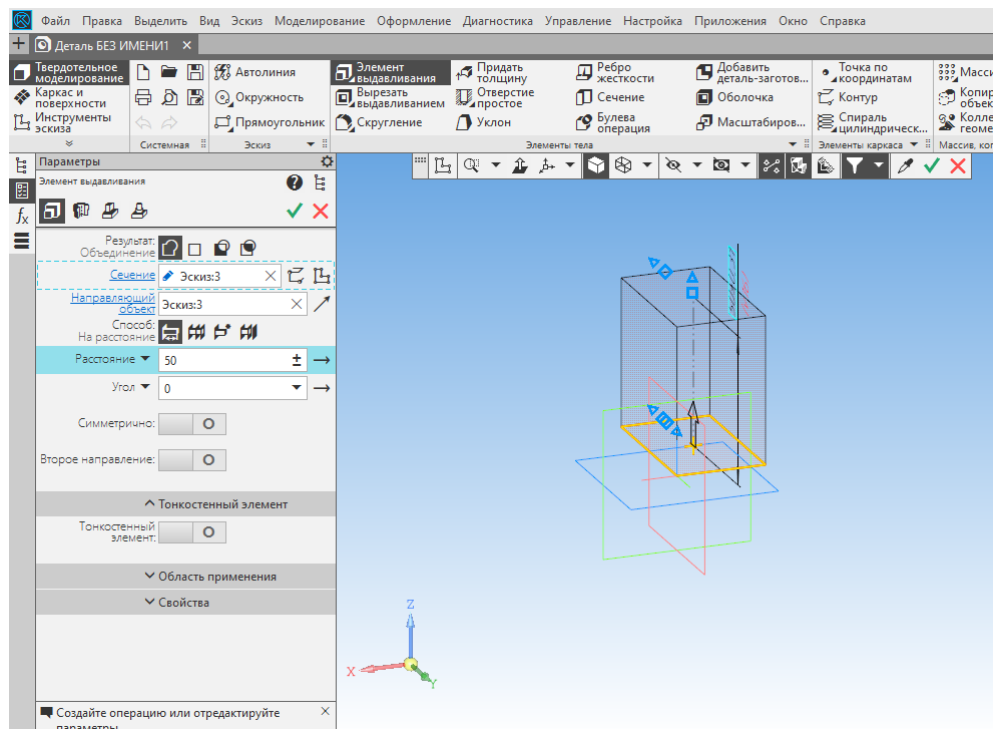 Файл Правка Выделить Вид Эскиз Моделирование Оформление Диагностика Управление Настройка Приложения Окно Справка
Деталь БЕЗ ИМЕНИ1
Твердотельное
моделирование
Каркас и
поверхности
Инструменты
эскиза
Системная
Автолиния
Окружность
Прямоугольник
Эскиз
Элемент
выдавливания
Вырезать
выдавливанием
Скругление
Придать
толщину
Отверстие
простое
Уклон
Ребро
жесткости
Сечение
Булева
операция
Добавить
деталь-заготов...
Оболочка
Масштабиров...
Элементы тела
Точка по
координатам
Контур
Спираль
цилиндрическ...
Элементы каркаса
Масси
Копир
объек
Колле
геоме
Массив, коп
Параметры
Элемент выдавливания
Результат:
Объединение
Сечение Эскиз:3
Направляющий
объект Эскиз:3
Способ:
На расстояние
Расстояние 50
Угол 0
Симметрично:
Второе направление:
Тонкостенный элемент
Тонкостенный
элемент:
Область применения
Свойства
Z
X
Y
Создайте операцию или отредактируйте
параметры